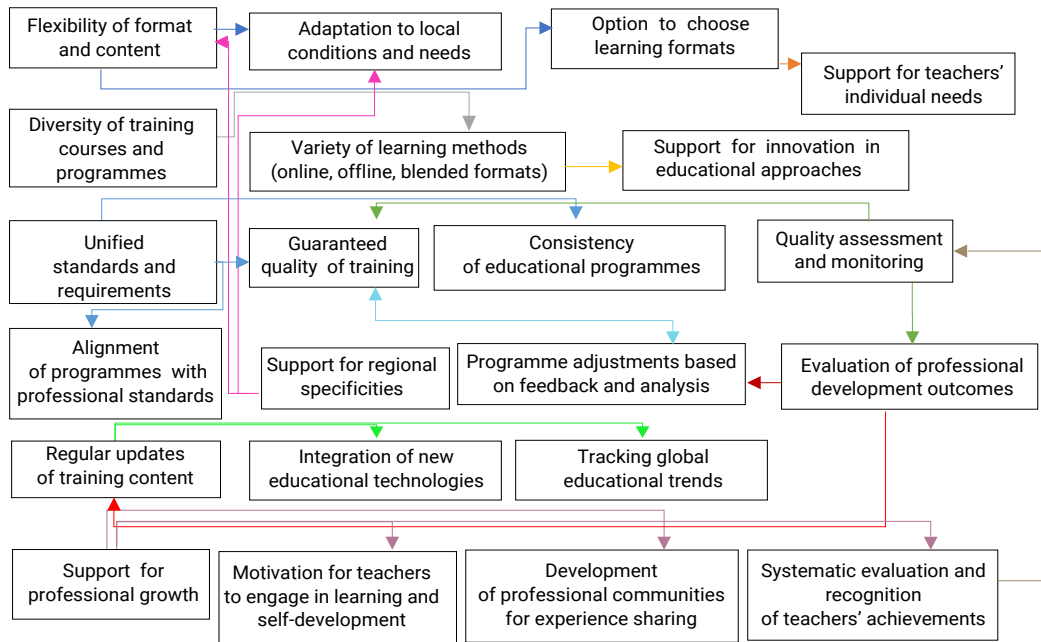 Flexibility of format
and content
Adaptation to local
conditions and needs
Option to choose
learning formats
Support for teachers’
individual needs
Diversity of training
courses and
programmes
Variety of learning methods
(online, offline, blended formats)
Support for innovation in
educational approaches
Unified
standards and
requirements
Guaranteed
quality of training
Consistency
of educational programmes
Quality assessment
and monitoring
Alignment
of programmes with
professional standards
Support for regional
specificities
Programme adjustments based
on feedback and analysis
Evaluation of professional
development outcomes
Regular updates
of training content
Integration of new
educational technologies
Tracking global
educational trends
Support for
professional growth
Motivation for teachers
to engage in learning and
self-development
Development
of professional communities
for experience sharing
Systematic evaluation and
recognition
of teachers’ achievements